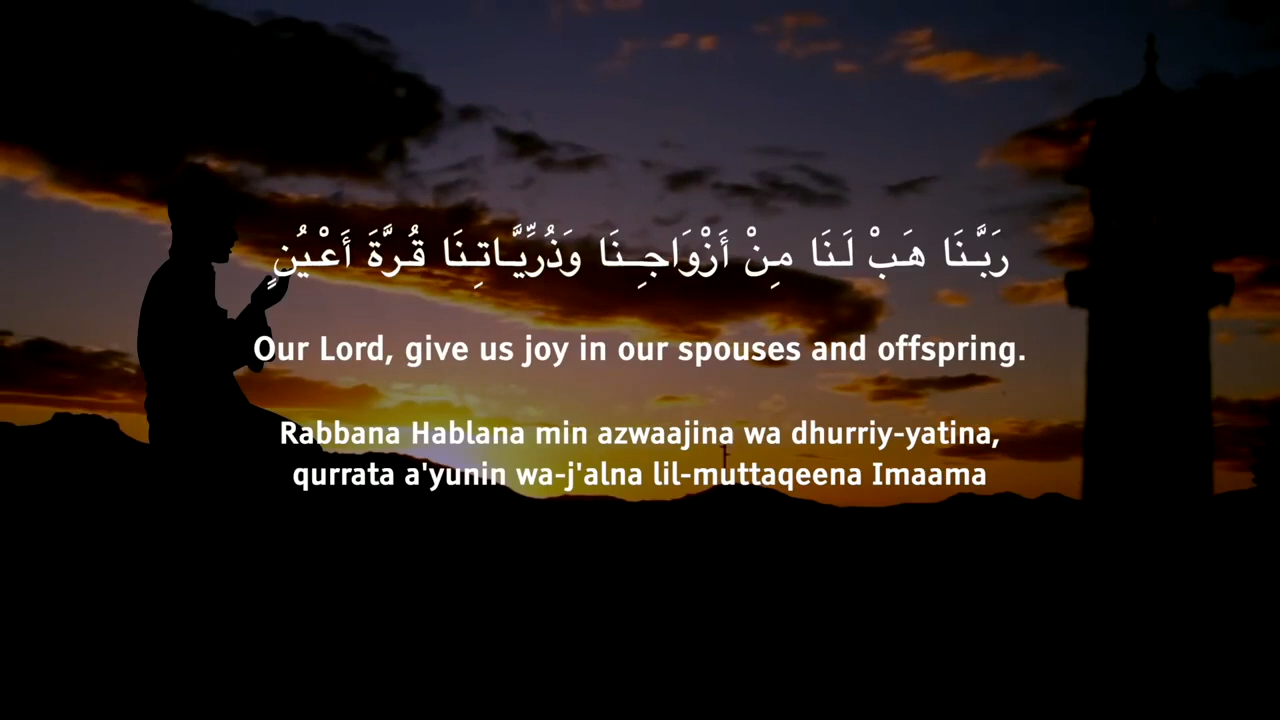 رَبَّنَا هَبْ لَنَا مِنْ أَزْوَاجِنَا وَذُرِّيَّاتِنَا قُرَّةَ أَعْيُنٍ
Our Lord, give us joy in our spouses and offspring.
Rabbana Hablana min azwaajina wa dhurriy-yatina,
qurrata a'yunin wa-j'alna lil-muttaqeena Imaama